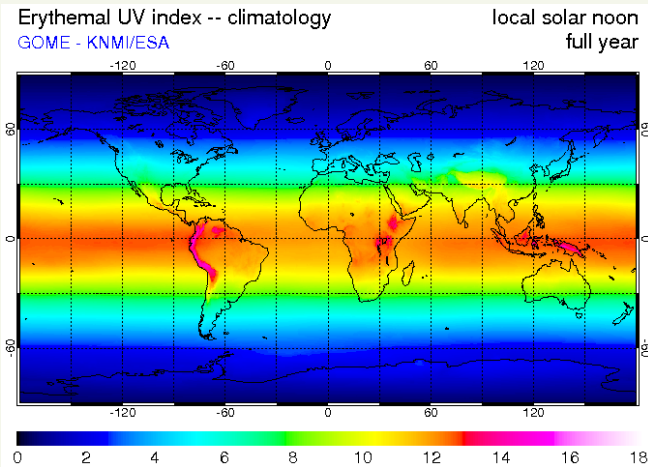 Erythemal UV index -- climatology
local solar noon
GOME - KNMI/ESA
full year
-120 -60 0 60 120
60 60
0 0
-60 -60
-120 -60 0 60 120
0 2 4 6 8 10 12 14 16 18